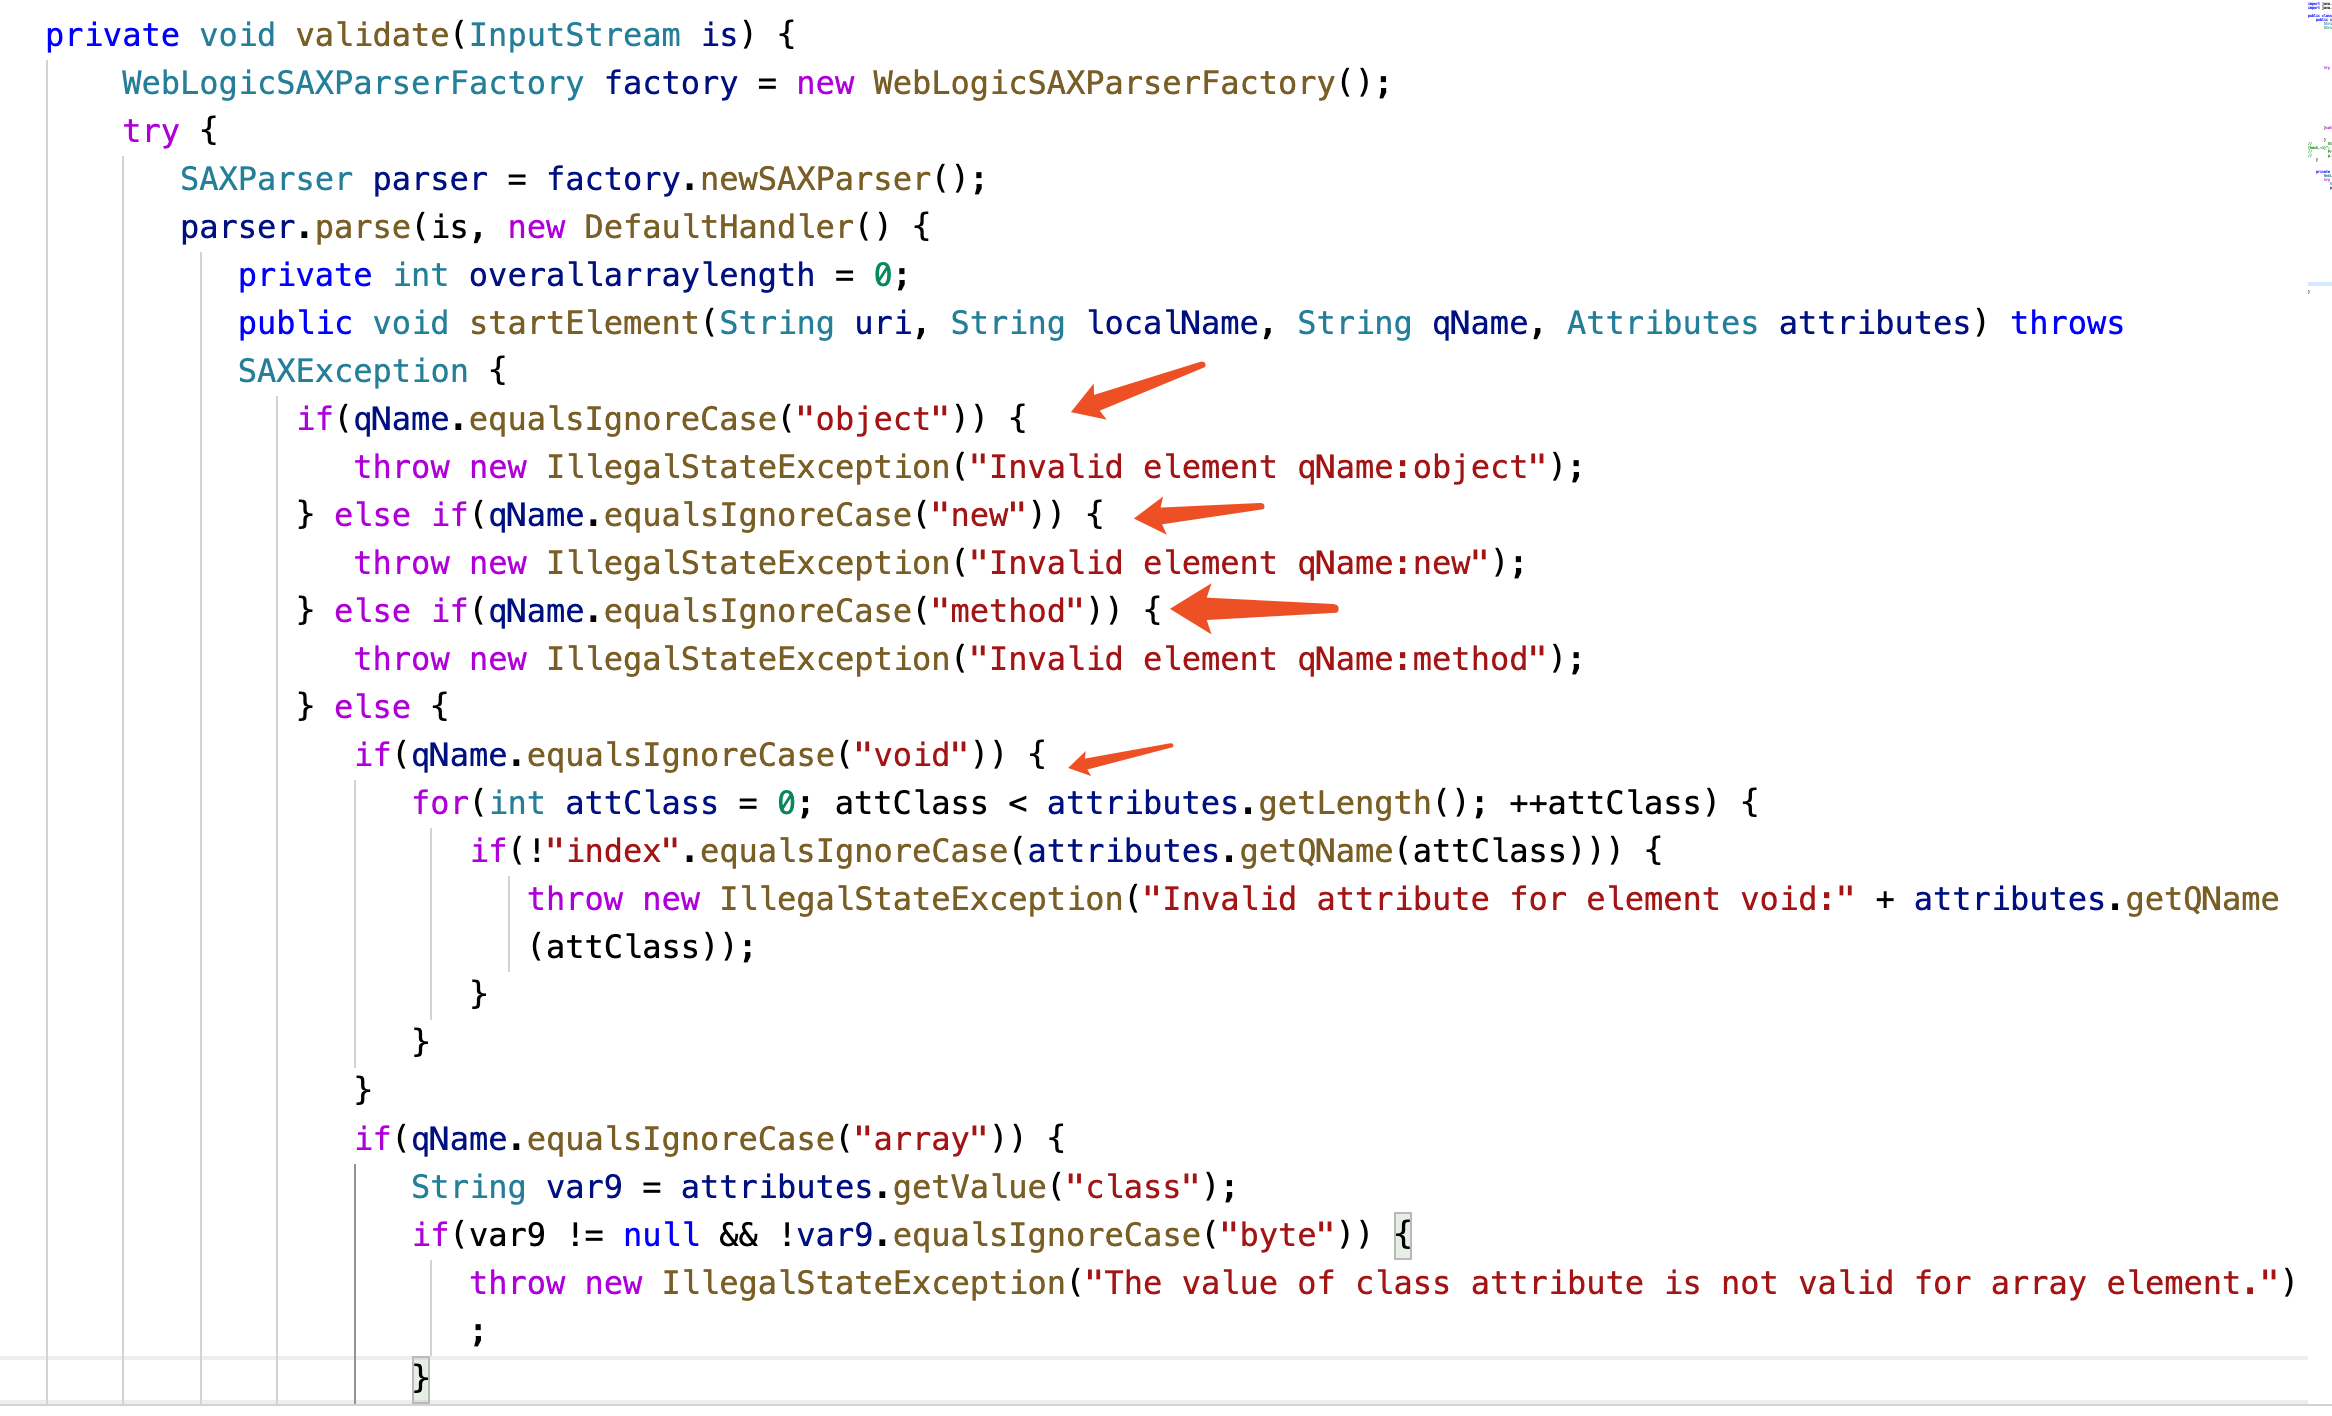 private void validate(InputStream is) {
WebLogicSAXParserFactory factory = new WebLogicSAXParserFactory();
try {
SAXParser parser = factory.newSAXParser();
parser.parse(is, new DefaultHandler() {
private int overallarraylength = 0;
public void startElement(String uri, String localName, String qName, Attributes attributes) throws
SAXException {
if(qName.equalsIgnoreCase("object")) {
throw new IllegalStateException("Invalid element qName:object");
} else if(qName.equalsIgnoreCase("new")) {
throw new IllegalStateException("Invalid element qName:new");
} else if(qName.equalsIgnoreCase("method")) {
throw new IllegalStateException("Invalid element qName:method");
} else {
if(qName.equalsIgnoreCase("void")) {
for(int attClass = 0; attClass < attributes.getLength(); ++attClass) {
if(!"index".equalsIgnoreCase(attributes.getQName(attClass))) {
throw new IllegalStateException("Invalid attribute for element void:" + attributes.getQName
(attClass));
}
}
}
if(qName.equalsIgnoreCase("array")) {
String var9 = attributes.getValue("class");
if(var9 != null && !var9.equalsIgnoreCase("byte")) {
throw new IllegalStateException("The value of class attribute is not valid for array element.")
;
}